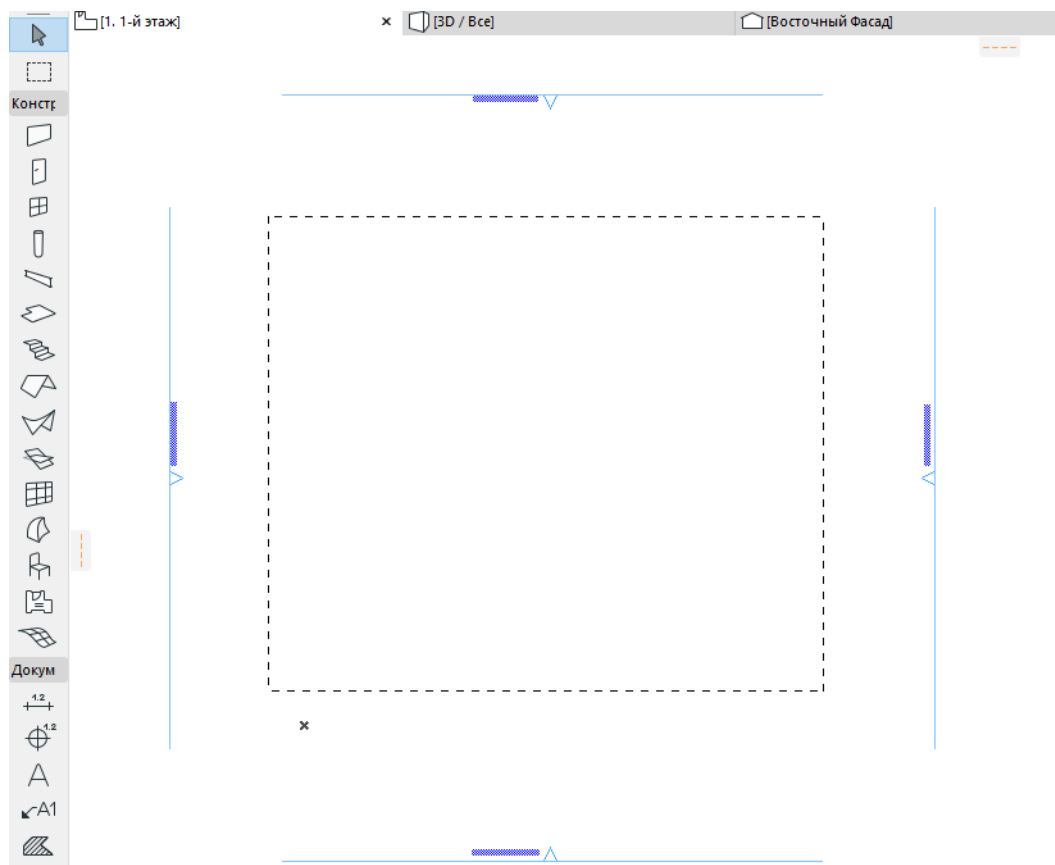 [1. 1-й этаж]
[3D / Все]
[Восточный Фасад]
Констр
Докум
1.2
1.2
A
A1